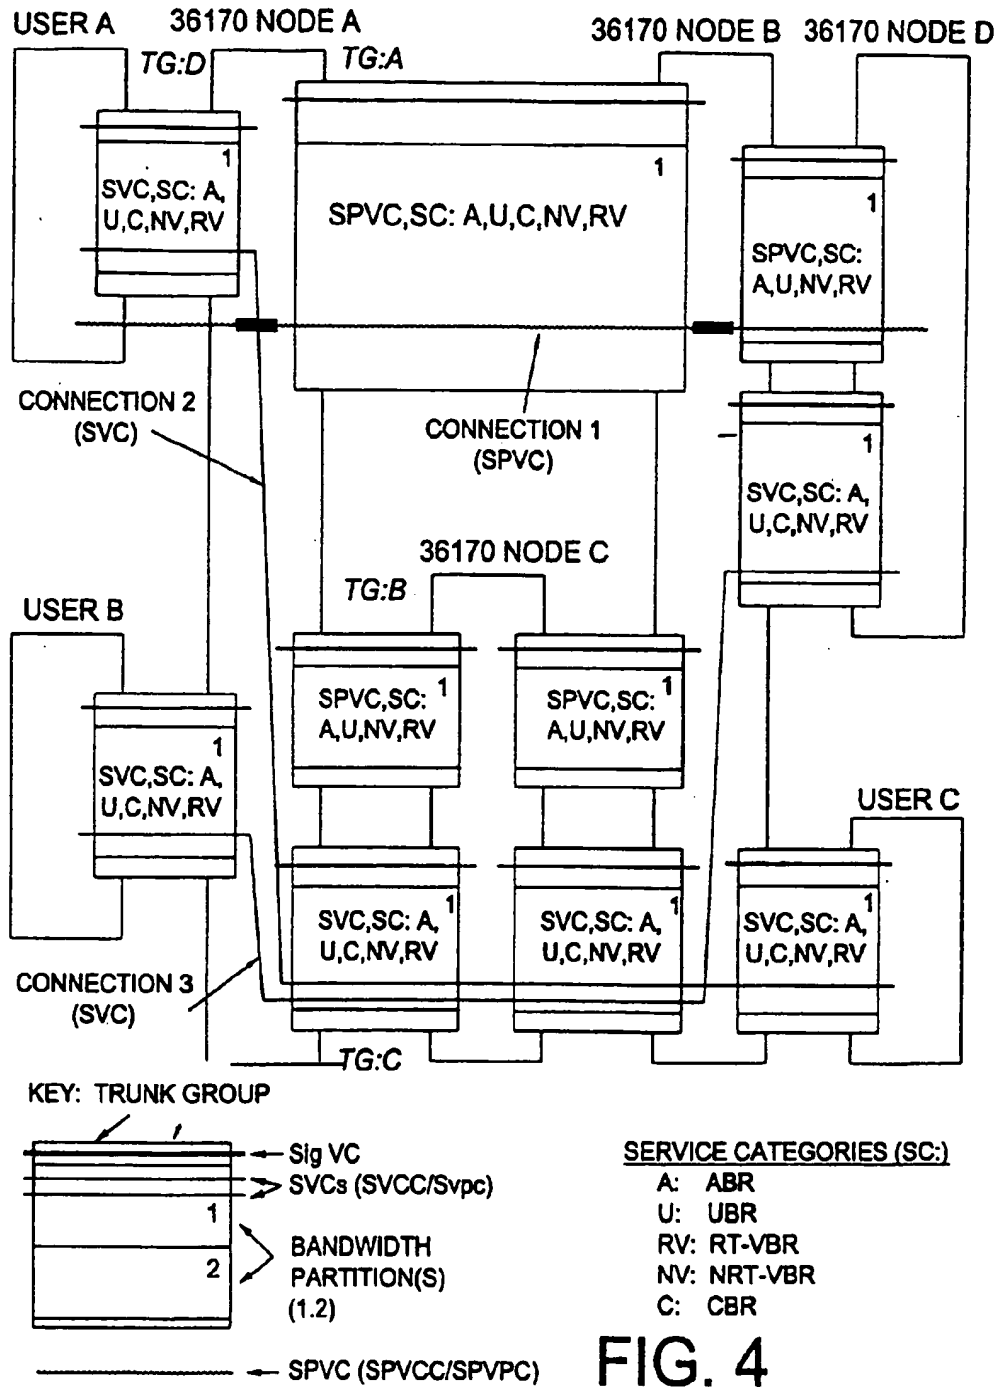 USER A
36170 NODE A
36170 NODE B
36170 NODE D
TG:D
TG:A
1
SVC,SC: A,
U,C,NV,RV
1
SPVC,SC: A,U,C,NV,RV
1
SPVC,SC:
A,U,NV,RV
CONNECTION 2
(SVC)
CONNECTION 1
(SPVC)
1
SVC,SC: A,
U,C,NV,RV
36170 NODE C
TG:B
USER B
1
SPVC,SC:
A,U,NV,RV
1
SPVC,SC:
A,U,NV,RV
1
SVC,SC: A,
U,C,NV,RV
USER C
1
SVC,SC: A,
U,C,NV,RV
1
SVC,SC: A,
U,C,NV,RV
1
SVC,SC: A,
U,C,NV,RV
CONNECTION 3
(SVC)
TG:C
KEY: TRUNK GROUP
Sig VC
SVCs (SVCC/Svpc)
1
2
BANDWIDTH
PARTITION(S)
(1.2)
SPVC (SPVCC/SPVPC)
SERVICE CATEGORIES (SC:)
A: ABR
U: UBR
RV: RT-VBR
NV: NRT-VBR
C: CBR
FIG. 4